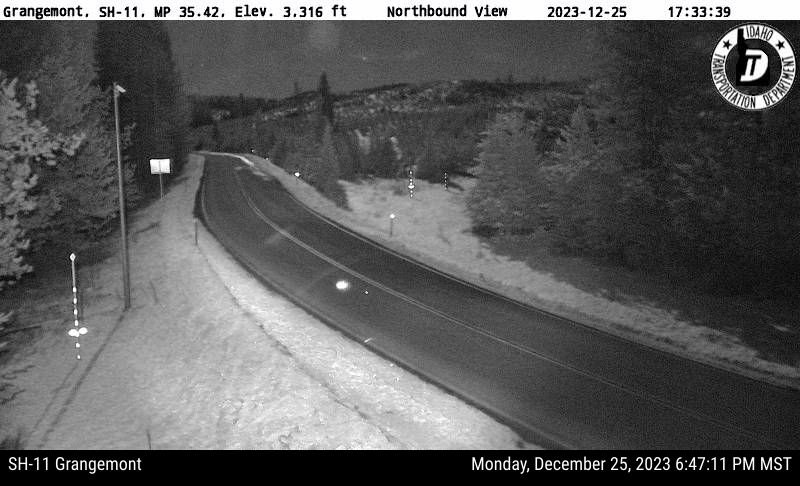 Grangemont, SH-11, MP 35.42, Elev. 3,316 ft Northbound View 2023-12-25 17:33:39
IDAHO
TRANSPORTATION DEPARTMENT
SH-11 Grangemont Monday, December 25, 2023 6:47:11 PM MST